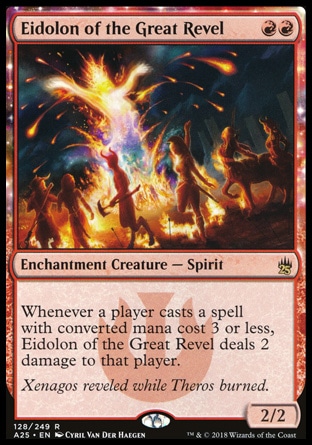 Eidolon of the Great Revel
Enchantment Creature — Spirit
Whenever a player casts a spell
with converted mana cost 3 or less,
Eidolon of the Great Revel deals 2
damage to that player.
Xenagos reveled while Theros burned.
2/2
128/249 R
A25 • EN Cyril Van Der Haegen
™ & © 2018 Wizards of the Coast